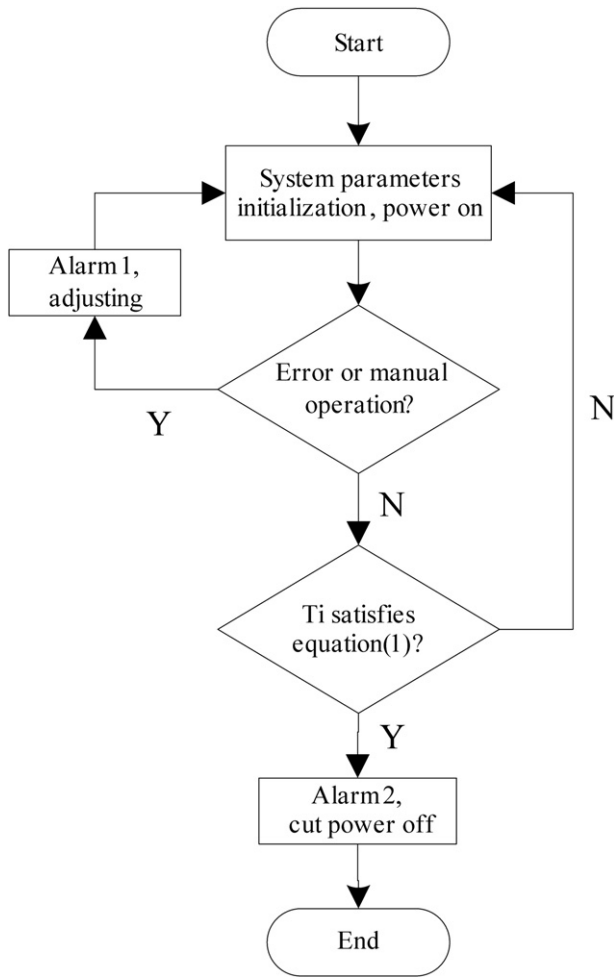 Start
System parameters
initialization, power on
Alarm1,
adjusting
Error or manual
operation?
Y
N
N
Ti satisfies
equation(1)?
Y
Alarm2,
cut power off
End